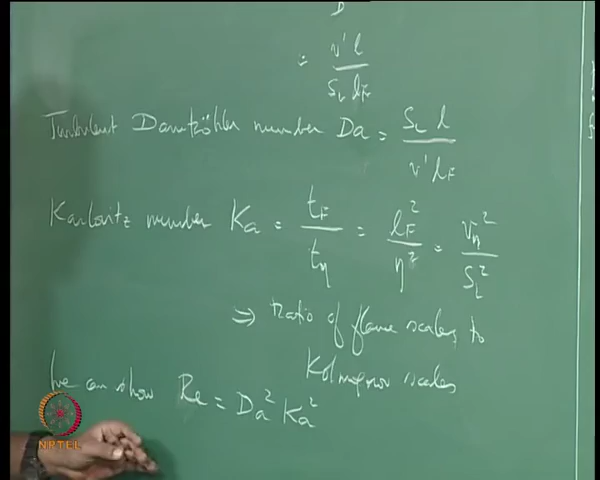 D
= v'l / S_L l_F
Turbulent Damköhler number Da = S_L l / v' l_F
Karlovitz number Ka = t_F / t_η = l_F² / η² = v_η² / S_L²
⇒ Ratio of flame scales to
Kolmogorov scales
We can show Re = Da² Ka²
NPTEL